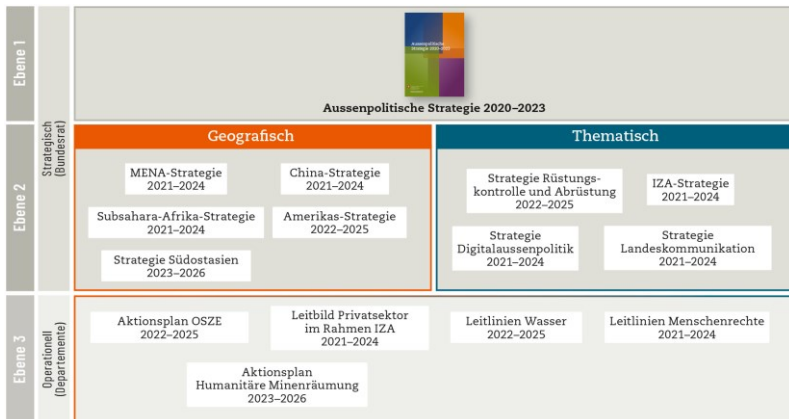 Ebene 1
Strategisch
(Bundesrat)
Aussenpolitische
Strategie 2020–2023
Aussenpolitische Strategie 2020–2023
Ebene 2
Geografisch
MENA-Strategie
2021–2024
China-Strategie
2021–2024
Subsahara-Afrika-Strategie
2021–2024
Amerikas-Strategie
2022–2025
Strategie Südostasien
2023–2026
Thematisch
Strategie Rüstungs-
kontrolle und Abrüstung
2022–2025
IZA-Strategie
2021–2024
Strategie
Digitalaussenpolitik
2021–2024
Strategie
Landeskommunikation
2021–2024
Ebene 3
Operationell
(Departemente)
Aktionsplan OSZE
2022–2025
Leitbild Privatsektor
im Rahmen IZA
2021–2024
Leitlinien Wasser
2022–2025
Leitlinien Menschenrechte
2021–2024
Aktionsplan
Humanitäre Minenräumung
2023–2026